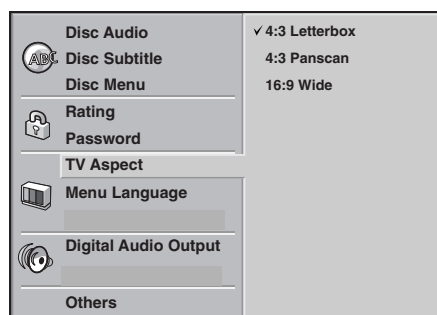 Disc Audio
ABC
Disc Subtitle
Disc Menu
Rating
Password
TV Aspect
Menu Language
Digital Audio Output
Others
✓ 4:3 Letterbox
4:3 Panscan
16:9 Wide